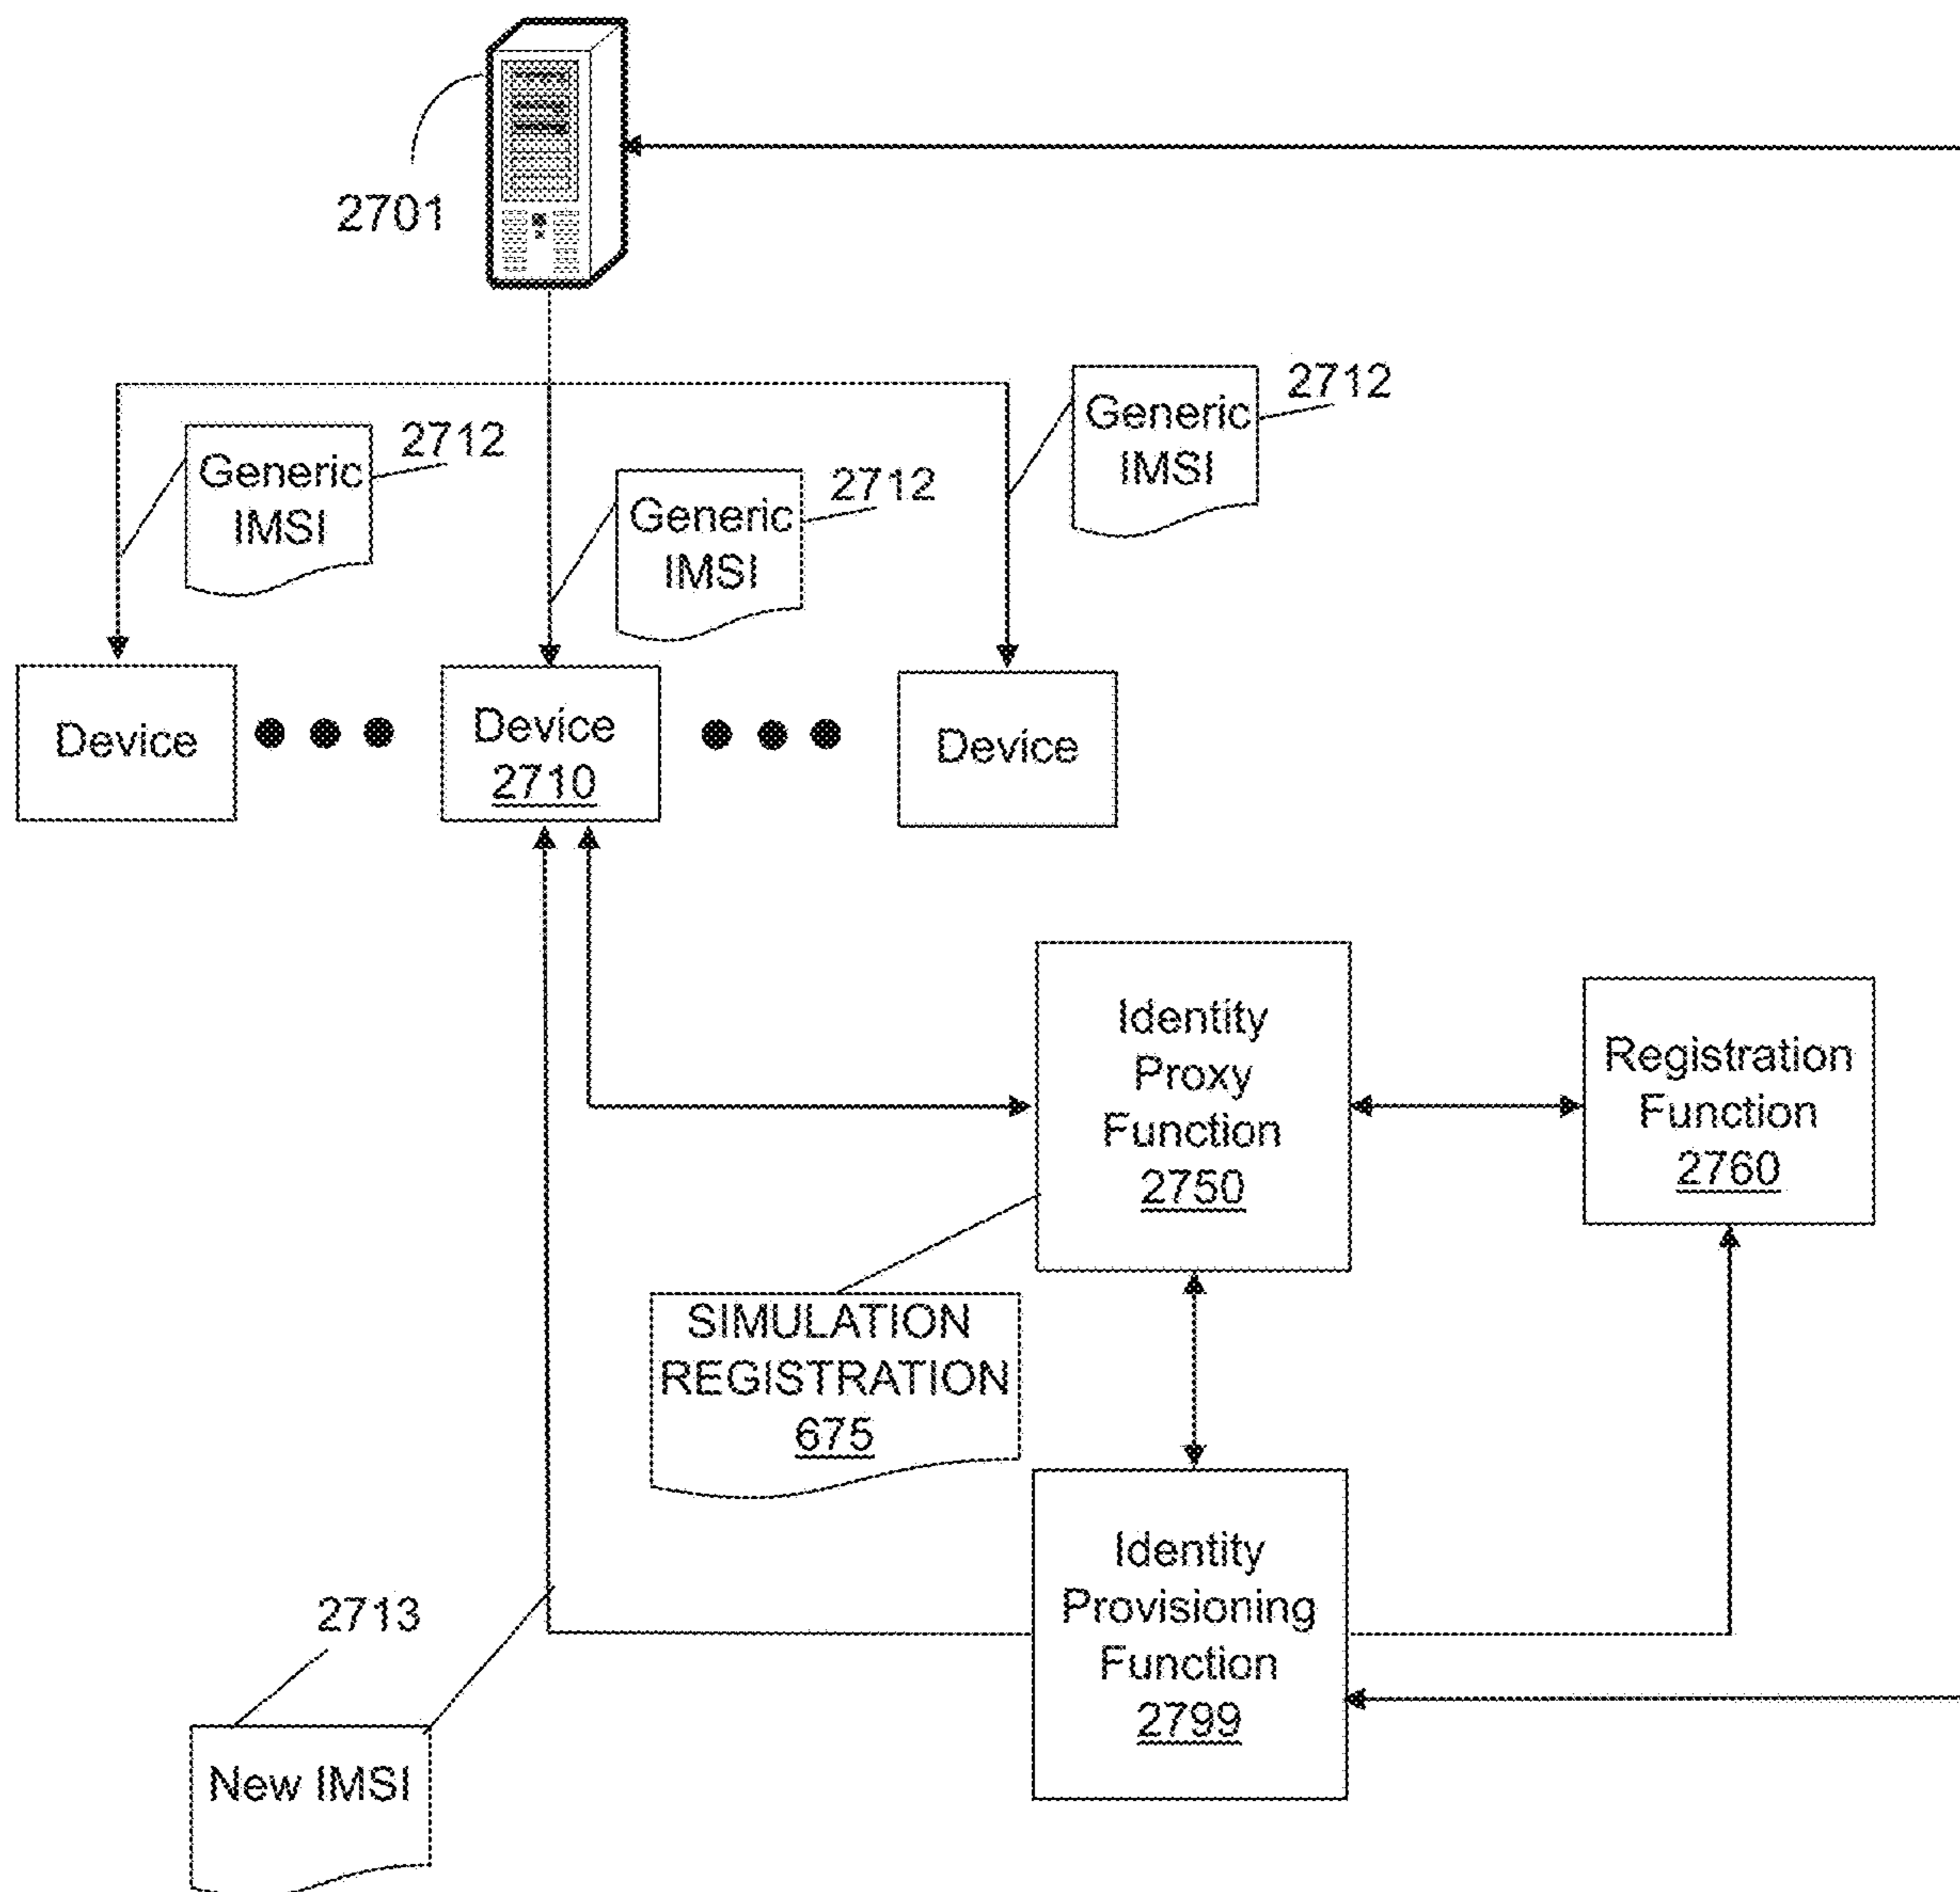 2701
2712
Generic
IMSI
2712
Generic
IMSI
2712
Generic
IMSI
Device
Device
2710
Device
Identity
Proxy
Function
2750
Registration
Function
2760
SIMULATION
REGISTRATION
675
Identity
Provisioning
Function
2799
2713
New IMSI